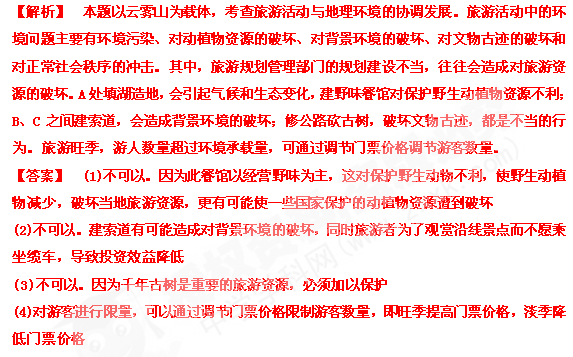 【解析】 本题以云雾山为载体，考查旅游活动与地理环境的协调发展。旅游活动中的环
境问题主要有环境污染、对动植物资源的破坏、对背景环境的破坏、对文物古迹的破坏和
对正常社会秩序的冲击。其中，旅游规划管理部门的规划建设不当，往往会造成对旅游资
源的破坏。A处填湖造地，会引起气候和生态变化，建野味餐馆对保护野生动植物资源不利；
B、C 之间建索道，会造成背景环境的破坏；修公路砍古树，破坏文物古迹，都是不当的行
为。旅游旺季，游人数量超过环境承载量，可通过调节门票价格调节游客数量。
【答案】 (1)不可以。因为此餐馆以经营野味为主，这对保护野生动物不利，使野生动植
物减少，破坏当地旅游资源，更有可能使一些国家保护的动植物资源遭到破坏
(2)不可以。建索道有可能造成对背景环境的破坏，同时旅游者为了观赏沿线景点而不愿乘
坐缆车，导致投资效益降低
(3)不可以。因为千年古树是重要的旅游资源，必须加以保护
(4)对游客进行限量，可以通过调节门票价格限制游客数量，即旺季提高门票价格，淡季降
低门票价格